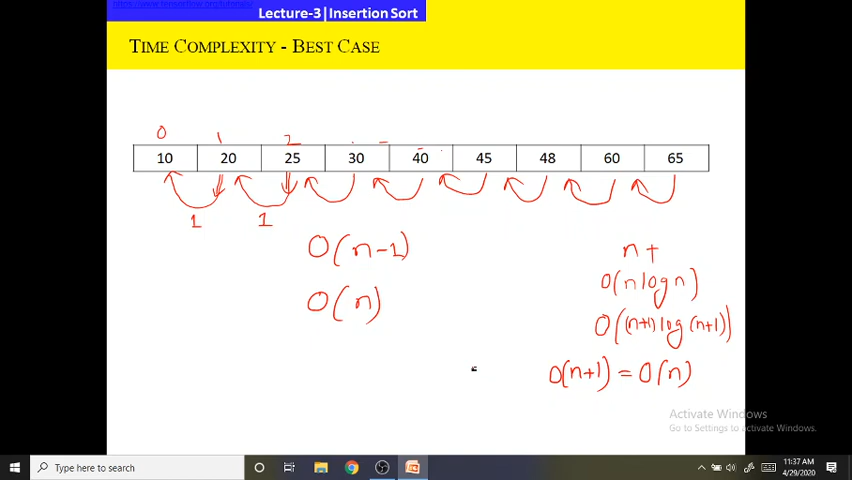 Lecture-3|Insertion Sort
TIME COMPLEXITY - BEST CASE
0 1 2
10 20 25 30 40 45 48 60 65
1 1
O(n-1)
O(n)
n+
O(n log n)
O((n+1) log (n+1))
O(n+1) = O(n)
Activate Windows
Go to Settings to activate Windows.
Type here to search
11:37 AM
4/29/2020